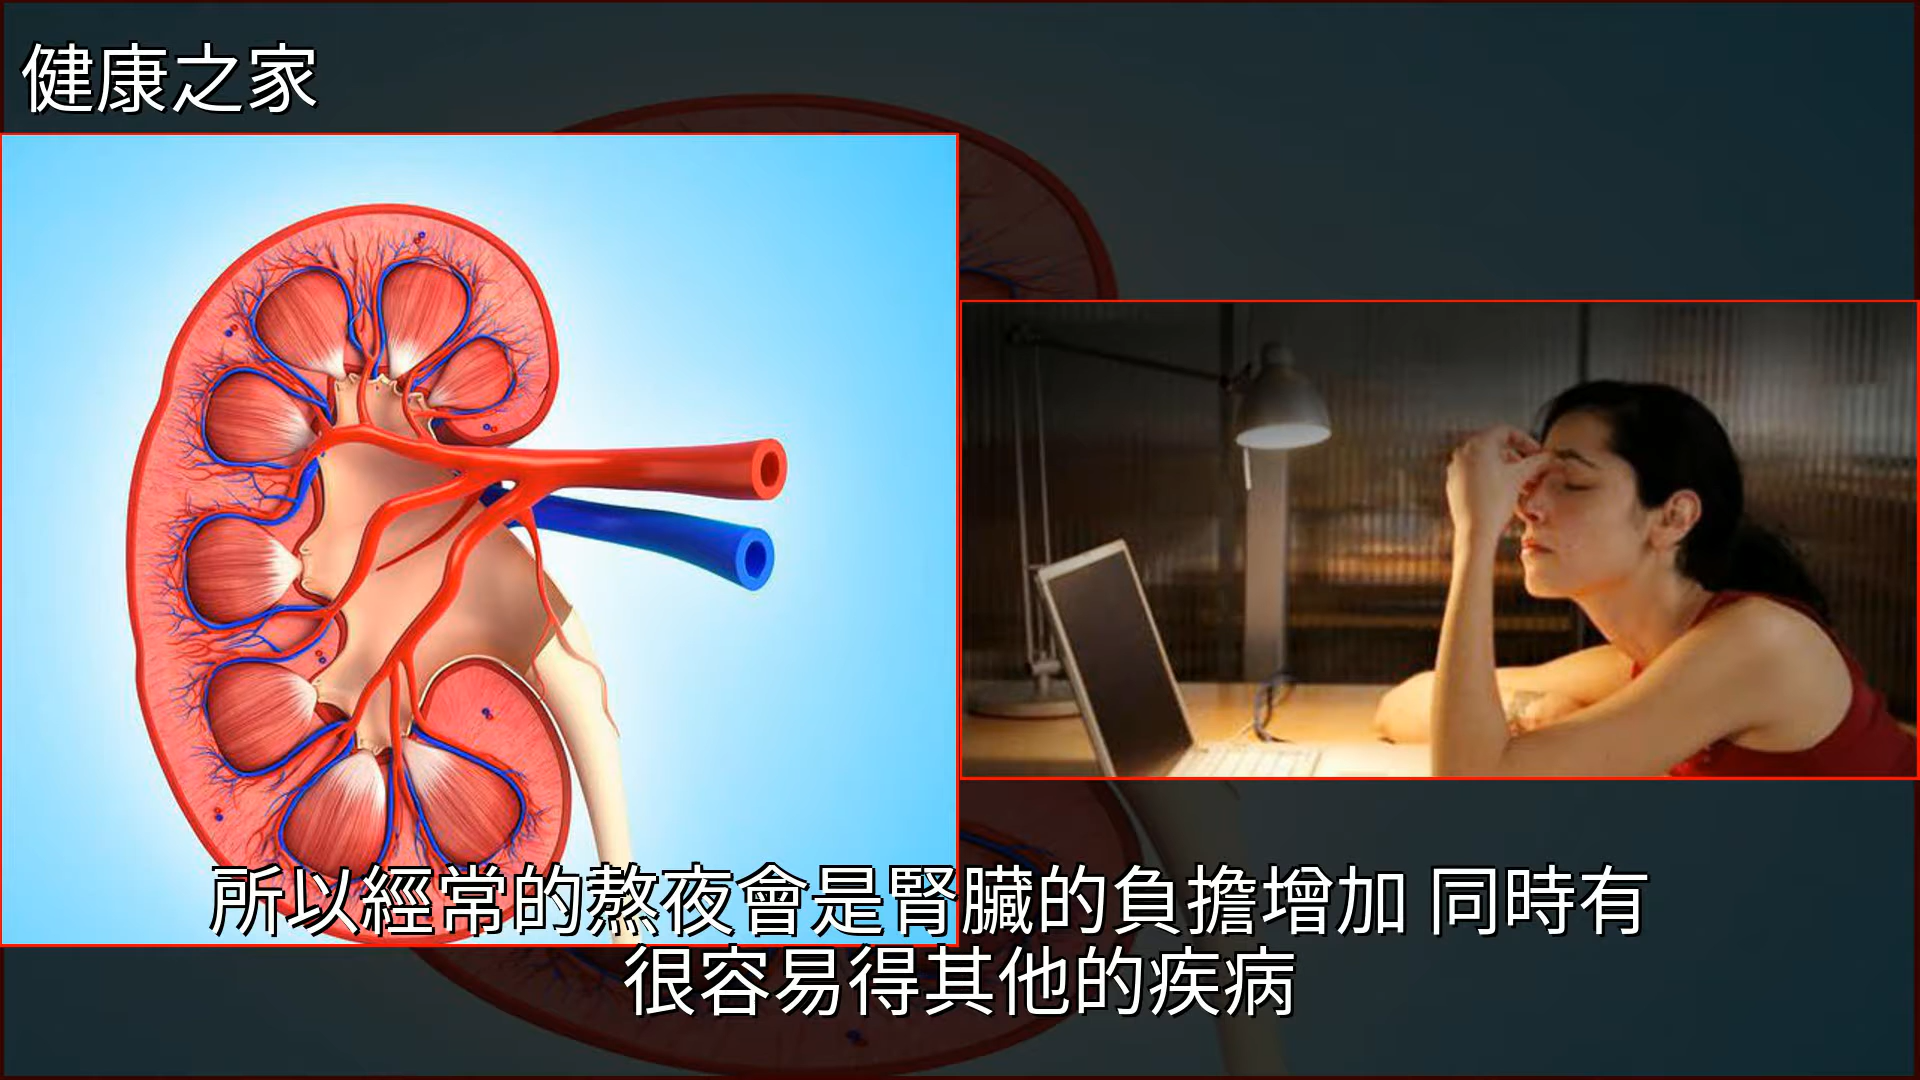 健康之家
所以經常的熬夜會是腎臟的負擔增加 同時有
很容易得其他的疾病